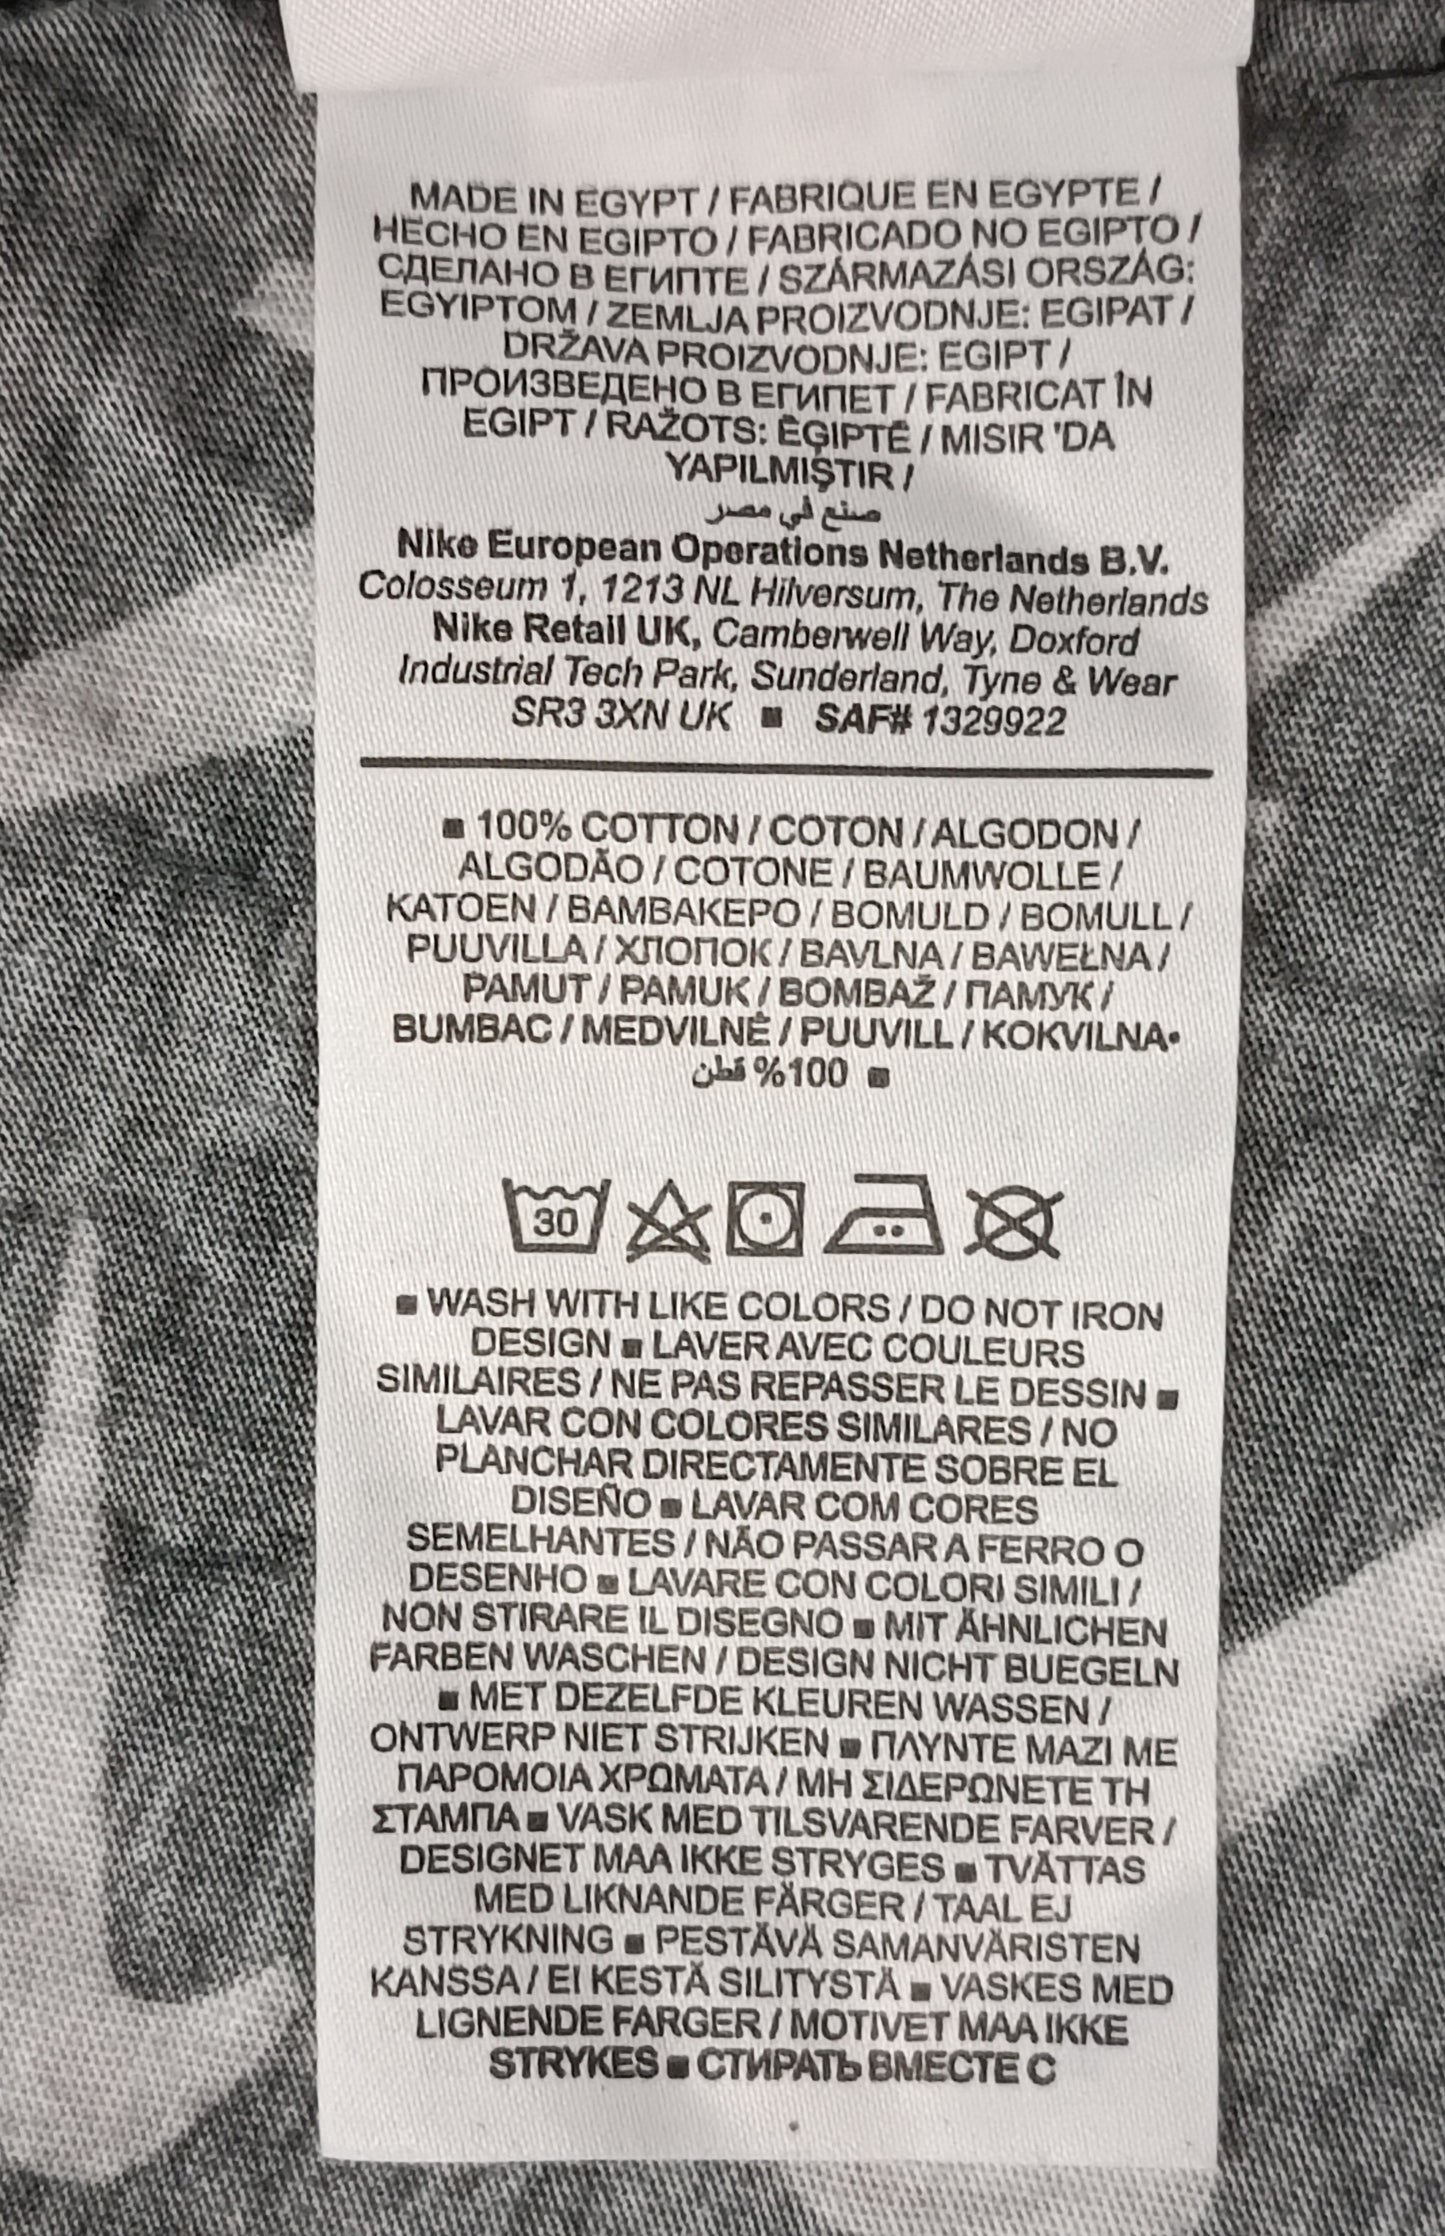 MADE IN EGYPT / FABRIQUE EN EGYPTE /
HECHO EN EGIPTO / FABRICADO NO EGIPTO /
СДЕЛАНО В ЕГИПТЕ / SZÁRMAZÁSI ORSZÁG:
EGYIPTOM / ZEMLJA PROIZVODNJE: EGIPAT /
DRŽAVA PROIZVODNJE: EGIPT /
ПРОИЗВЕДЕНО В ЕГИПЕТ / FABRICAT ÎN
EGIPT / RAŽOTS: ĒĢIPTĒ / MISIR 'DA
YAPILMIŞTIR /
صنع في مصر
Nike European Operations Netherlands B.V.
Colosseum 1, 1213 NL Hilversum, The Netherlands
Nike Retail UK, Camberwell Way, Doxford
Industrial Tech Park, Sunderland, Tyne & Wear
SR3 3XN UK ■ SAF# 1329922
■ 100% COTTON / COTON / ALGODON /
ALGODÃO / COTONE / BAUMWOLLE /
KATOEN / ΒΑΜΒΑΚΕΡΟ / BOMULD / BOMULL /
PUUVILLA / ХЛОПОК / BAVLNA / BAWEŁNA /
PAMUT / PAMUK / BOMBAŽ / ПАМУК /
BUMBAC / MEDVILNĖ / PUUVILL / KOKVILNA•
■ 100% قطن
30
■ WASH WITH LIKE COLORS / DO NOT IRON
DESIGN ■ LAVER AVEC COULEURS
SIMILAIRES / NE PAS REPASSER LE DESSIN ■
LAVAR CON COLORES SIMILARES / NO
PLANCHAR DIRECTAMENTE SOBRE EL
DISEÑO ■ LAVAR COM CORES
SEMELHANTES / NÃO PASSAR A FERRO O
DESENHO ■ LAVARE CON COLORI SIMILI /
NON STIRARE IL DISEGNO ■ MIT ÄHNLICHEN
FARBEN WASCHEN / DESIGN NICHT BUEGELN
■ MET DEZELFDE KLEUREN WASSEN /
ONTWERP NIET STRIJKEN ■ ΠΛΥΝΤΕ ΜΑΖΙ ΜΕ
ΠΑΡΟΜΟΙΑ ΧΡΩΜΑΤΑ / ΜΗ ΣΙΔΕΡΩΝΕΤΕ ΤΗ
ΣΤΑΜΠΑ ■ VASK MED TILSVARENDE FARVER /
DESIGNET MAA IKKE STRYGES ■ TVÄTTAS
MED LIKNANDE FÄRGER / TAAL EJ
STRYKNING ■ PESTÄVÄ SAMANVÄRISTEN
KANSSA / EI KESTÄ SILITYSTÄ ■ VASKES MED
LIGNENDE FARGER / MOTIVET MAA IKKE
STRYKES ■ СТИРАТЬ ВМЕСТЕ С